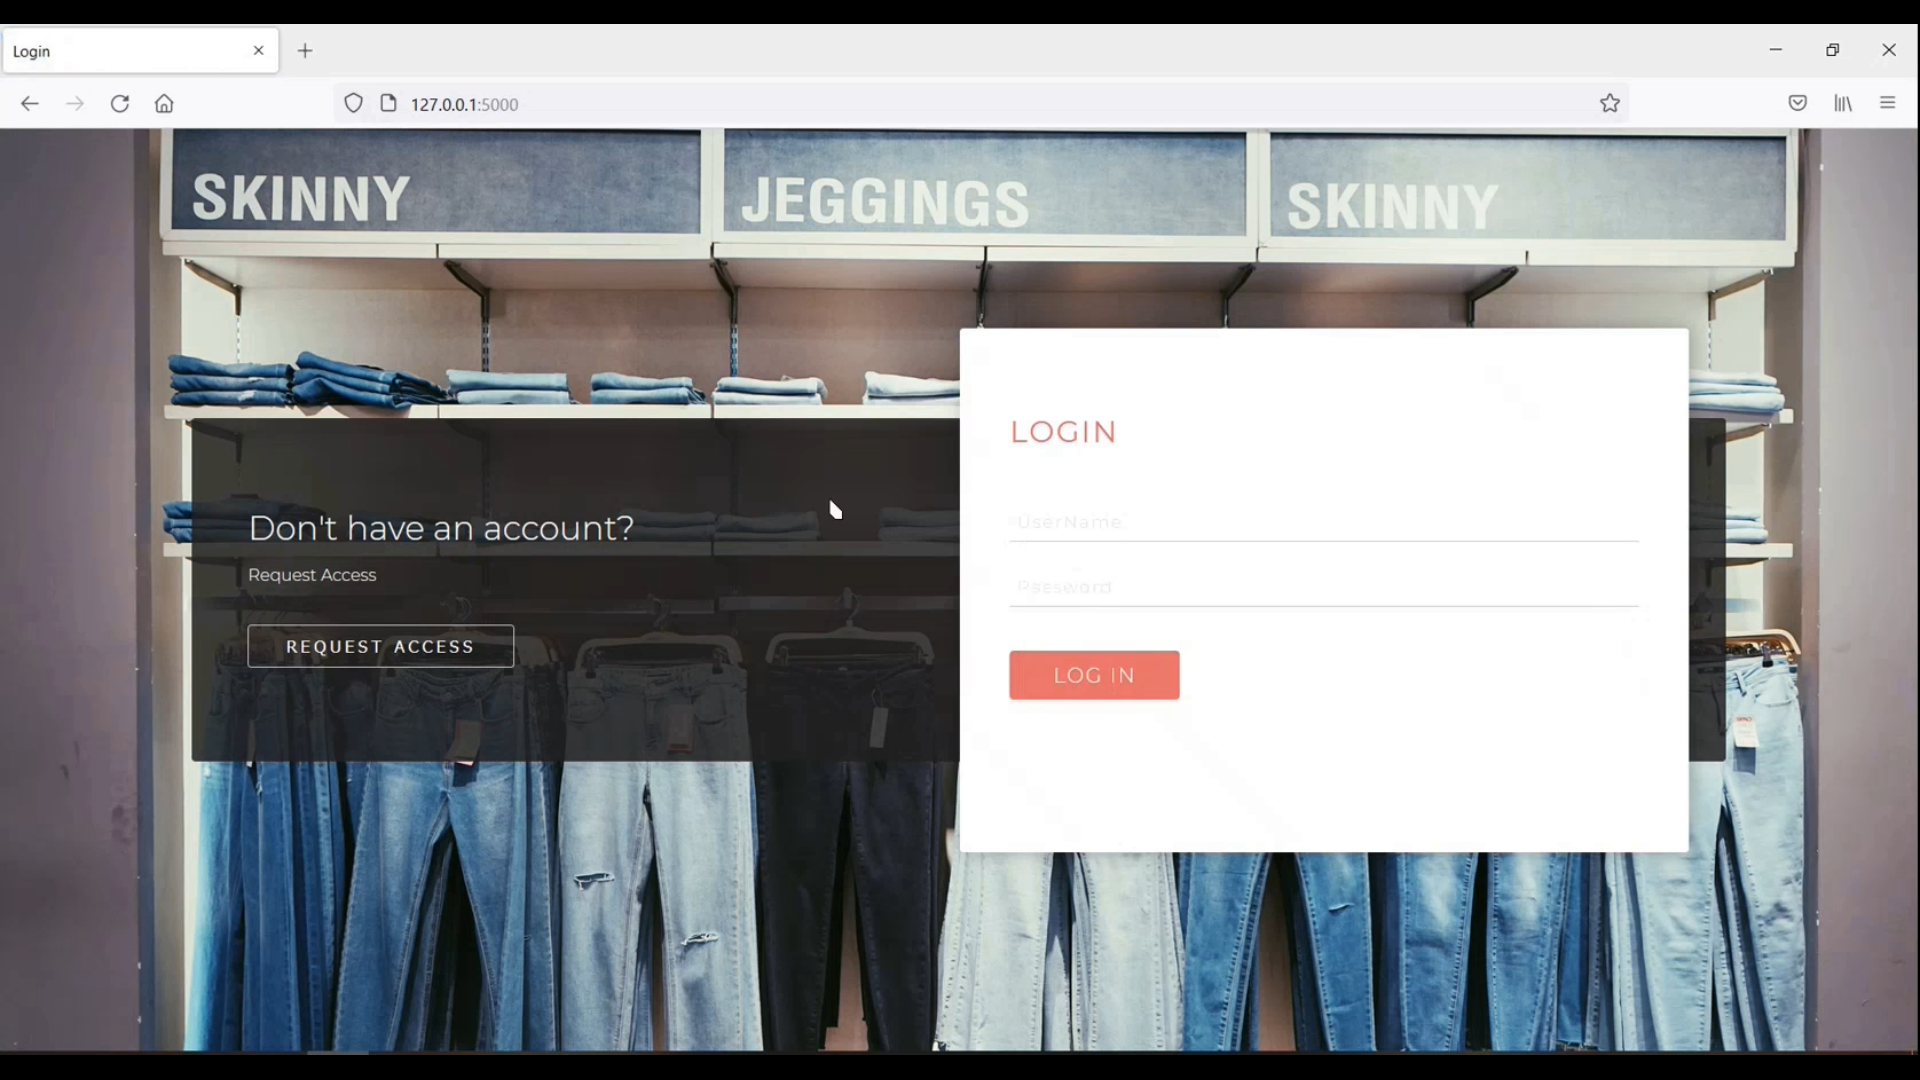 Login
127.0.0.1:5000
SKINNY JEGGINGS SKINNY
LOGIN
UserName
Password
LOG IN
Don't have an account?
Request Access
REQUEST ACCESS